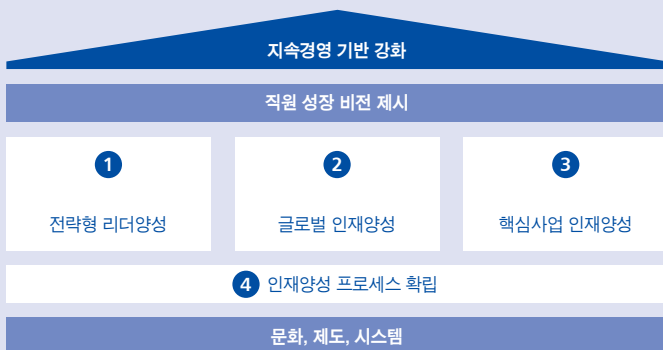 지속경영 기반 강화
직원 성장 비전 제시
1
2
3
전략형 리더양성
글로벌 인재양성
핵심사업 인재양성
4 인재양성 프로세스 확립
문화, 제도, 시스템